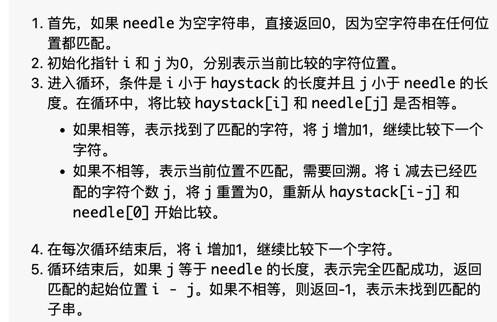 1. 首先，如果 needle 为空字符串，直接返回0，因为空字符串在任何位
置都匹配。
2. 初始化指针 i 和 j 为0，分别表示当前比较的字符位置。
3. 进入循环，条件是 i 小于 haystack 的长度并且 j 小于 needle 的长
度。在循环中，将比较 haystack[i] 和 needle[j] 是否相等。
• 如果相等，表示找到了匹配的字符，将 j 增加1，继续比较下一个
字符。
• 如果不相等，表示当前位置不匹配，需要回溯。将 i 减去已经匹
配的字符个数 j，将 j 重置为0，重新从 haystack[i-j] 和
needle[0] 开始比较。
4. 在每次循环结束后，将 i 增加1，继续比较下一个字符。
5. 循环结束后，如果 j 等于 needle 的长度，表示完全匹配成功，返回
匹配的起始位置 i - j。如果不相等，则返回-1，表示未找到匹配的
子串。